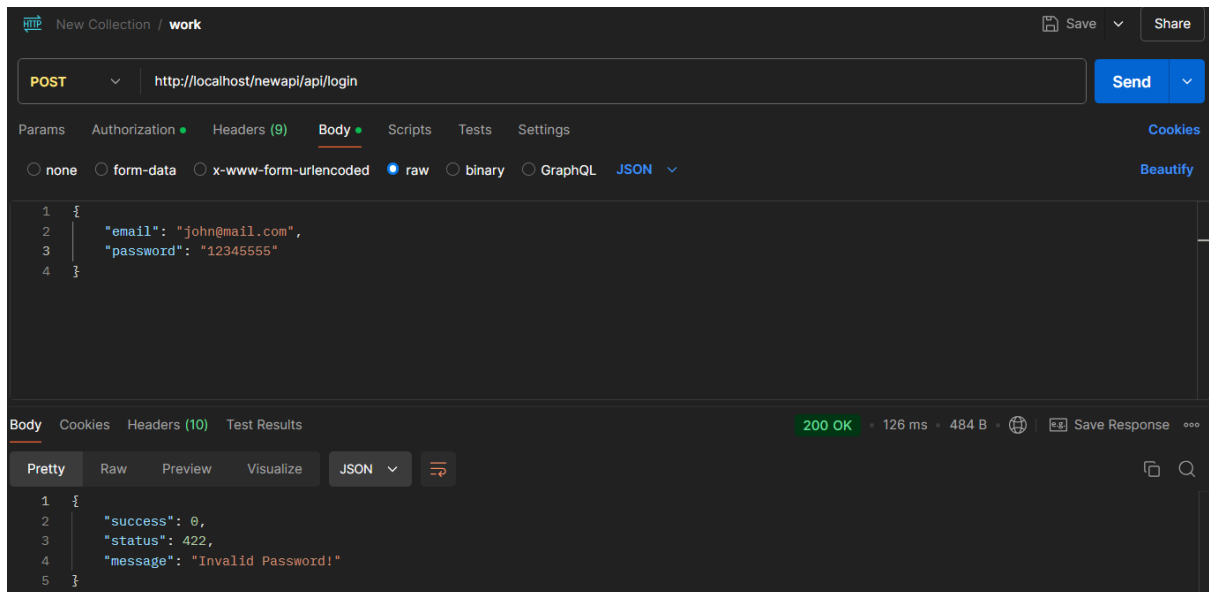 HTTP New Collection / work Save Share
POST http://localhost/newapi/api/login Send
Params Authorization Headers (9) Body Scripts Tests Settings Cookies
none form-data x-www-form-urlencoded raw binary GraphQL JSON Beautify
1 {
2 "email": "john@mail.com",
3 "password": "12345555"
4 }
Body Cookies Headers (10) Test Results 200 OK 126 ms 484 B e.g. Save Response
Pretty Raw Preview Visualize JSON
1 {
2 "success": 0,
3 "status": 422,
4 "message": "Invalid Password!"
5 }